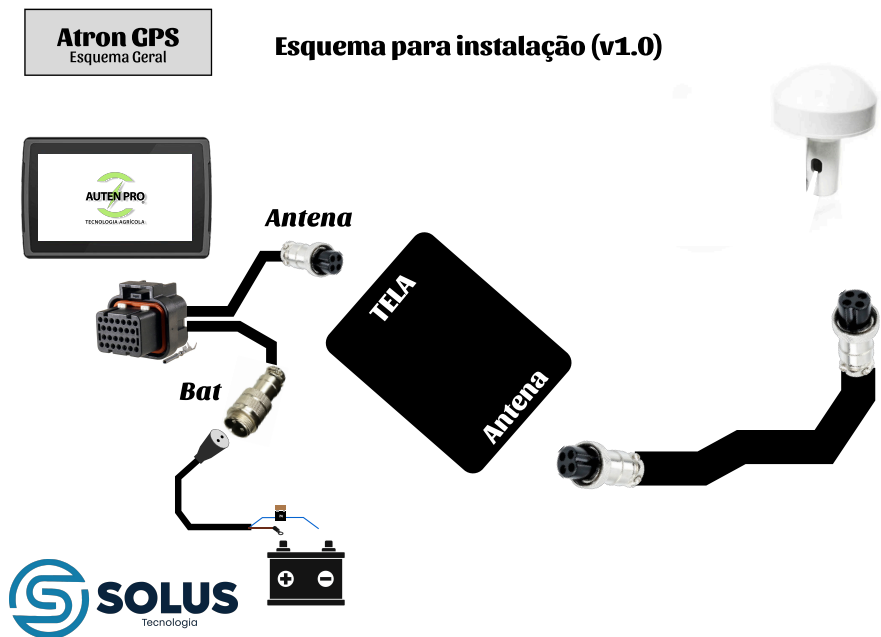 Atron GPS
Esquema Geral
Esquema para instalação (v1.0)
AUTEN PRO
TECNOLOGIA AGRÍCOLA
Antena
TELA
Antena
Bat
+ −
SOLUS
Tecnologia